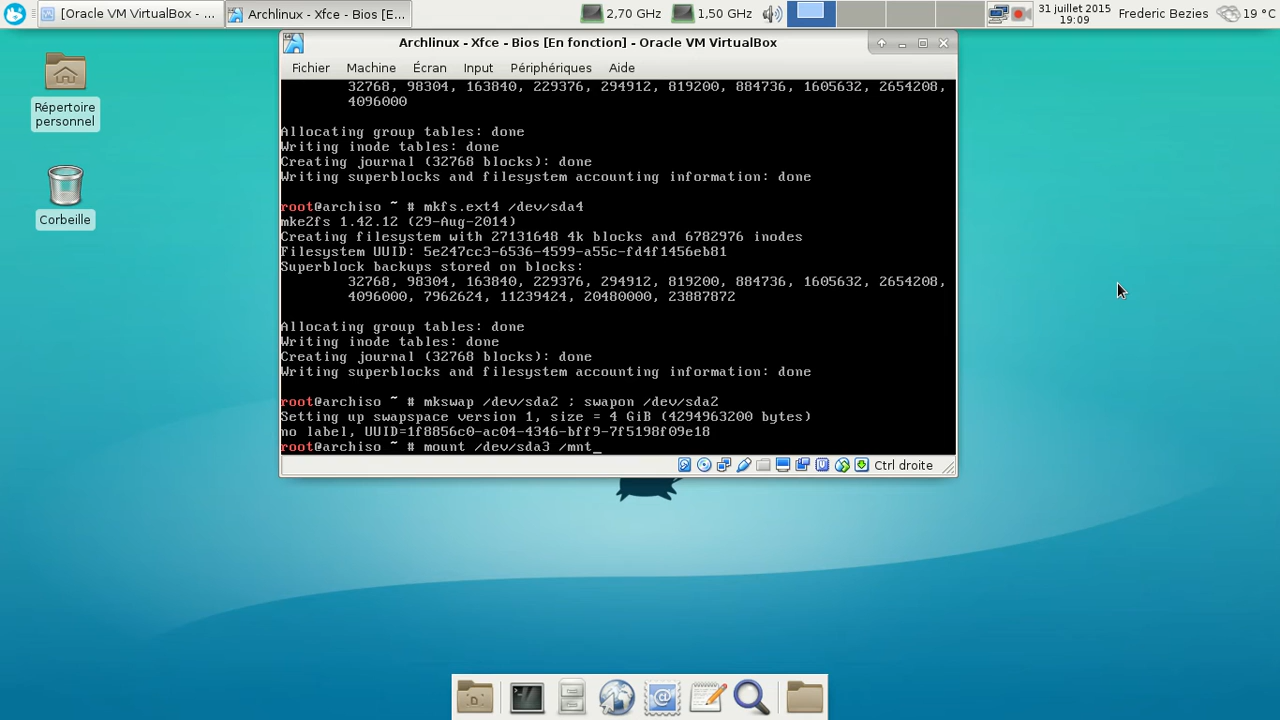 [Oracle VM VirtualBox - ...
Archlinux - Xfce - Bios [E...
2,70 GHz
1,50 GHz
31 juillet 2015
19:09
Frederic Bezies
19 °C
Répertoire
personnel
Corbeille
Archlinux - Xfce - Bios [En fonction] - Oracle VM VirtualBox
Fichier Machine Écran Input Périphériques Aide
32768, 98304, 163840, 229376, 294912, 819200, 884736, 1605632, 2654208,
4096000
Allocating group tables: done
Writing inode tables: done
Creating journal (32768 blocks): done
Writing superblocks and filesystem accounting information: done
root@archiso ~ # mkfs.ext4 /dev/sda4
mke2fs 1.42.12 (29-Aug-2014)
Creating filesystem with 27131648 4k blocks and 6782976 inodes
Filesystem UUID: 5e247cc3-6536-4599-a55c-fd4f1456eb81
Superblock backups stored on blocks:
32768, 98304, 163840, 229376, 294912, 819200, 884736, 1605632, 2654208,
4096000, 7962624, 11239424, 20480000, 23887872
Allocating group tables: done
Writing inode tables: done
Creating journal (32768 blocks): done
Writing superblocks and filesystem accounting information: done
root@archiso ~ # mkswap /dev/sda2 ; swapon /dev/sda2
Setting up swapspace version 1, size = 4 GiB (4294963200 bytes)
no label, UUID=1f8856c0-ac04-4346-bff9-7f5198f09e18
root@archiso ~ # mount /dev/sda3 /mnt_
Ctrl droite